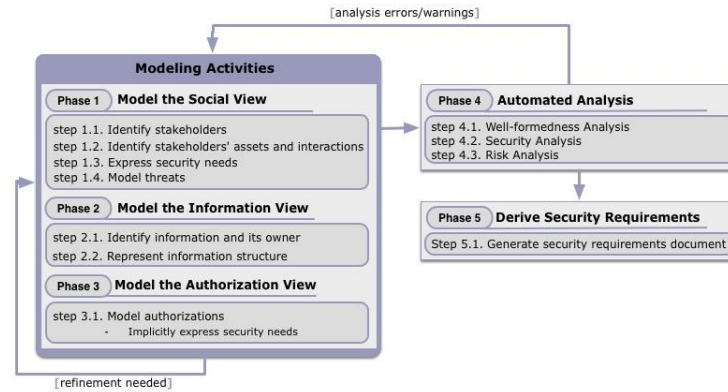 [analysis errors/warnings]
Modeling Activities
Phase 1 Model the Social View
step 1.1. Identify stakeholders
step 1.2. Identify stakeholders' assets and interactions
step 1.3. Express security needs
step 1.4. Model threats
Phase 2 Model the Information View
step 2.1. Identify information and its owner
step 2.2. Represent information structure
Phase 3 Model the Authorization View
step 3.1. Model authorizations
- Implicitly express security needs
[refinement needed]
Phase 4 Automated Analysis
step 4.1. Well-formedness Analysis
step 4.2. Security Analysis
step 4.3. Risk Analysis
Phase 5 Derive Security Requirements
Step 5.1. Generate security requirements document